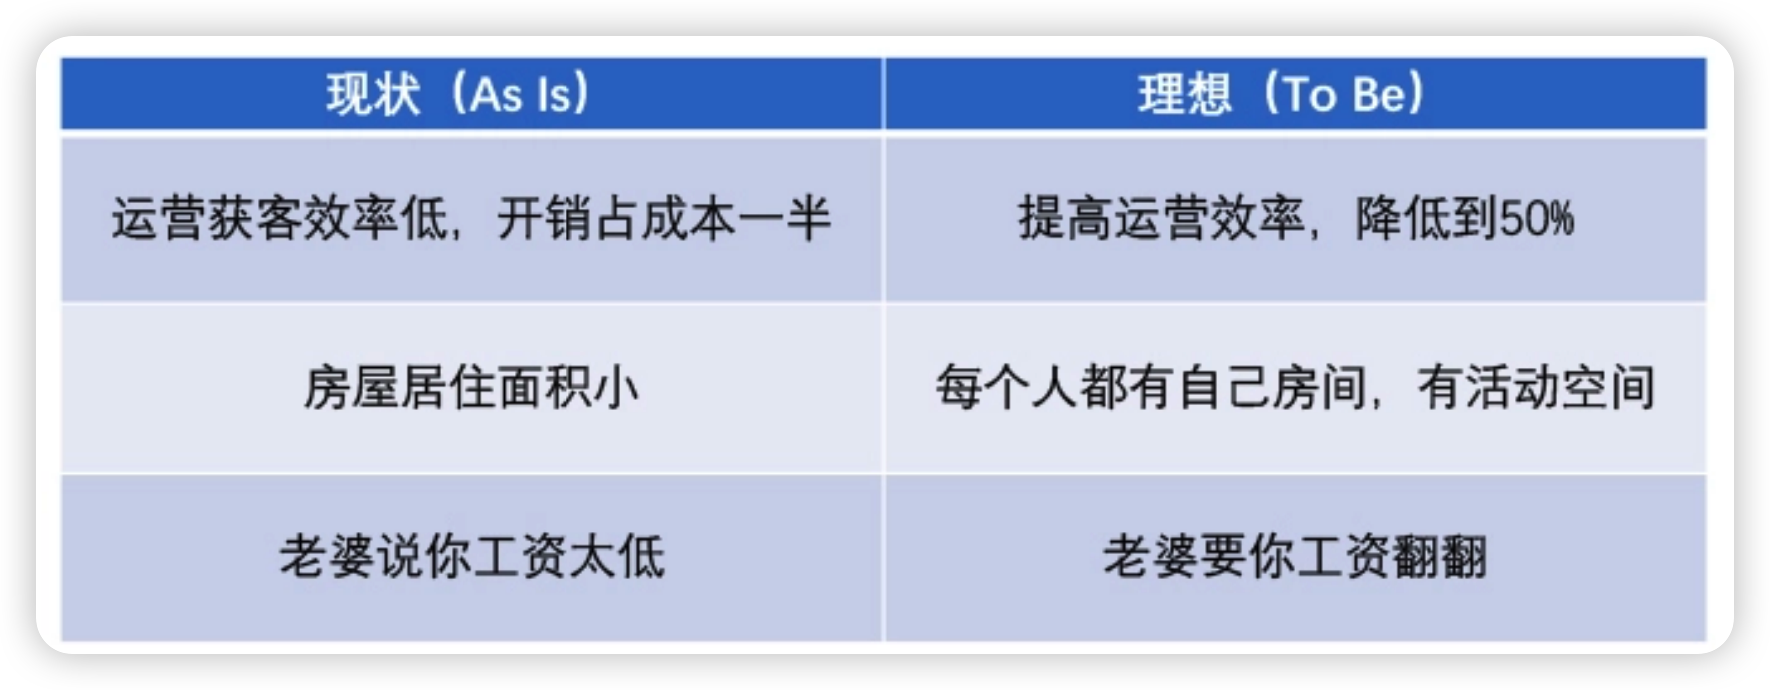 现状（As Is）
理想（To Be）
运营获客效率低，开销占成本一半
提高运营效率，降低到50%
房屋居住面积小
每个人都有自己房间，有活动空间
老婆说你工资太低
老婆要你工资翻翻